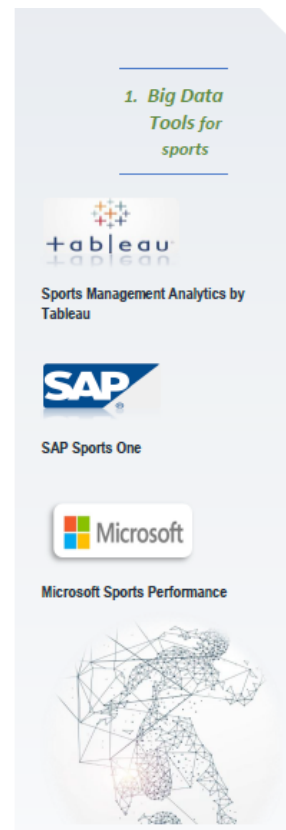 1. Big Data
Tools for
sports
+ableau
Sports Management Analytics by
Tableau
SAP
SAP Sports One
Microsoft
Microsoft Sports Performance